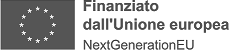 Finanziato
dall'Unione europea
NextGenerationEU